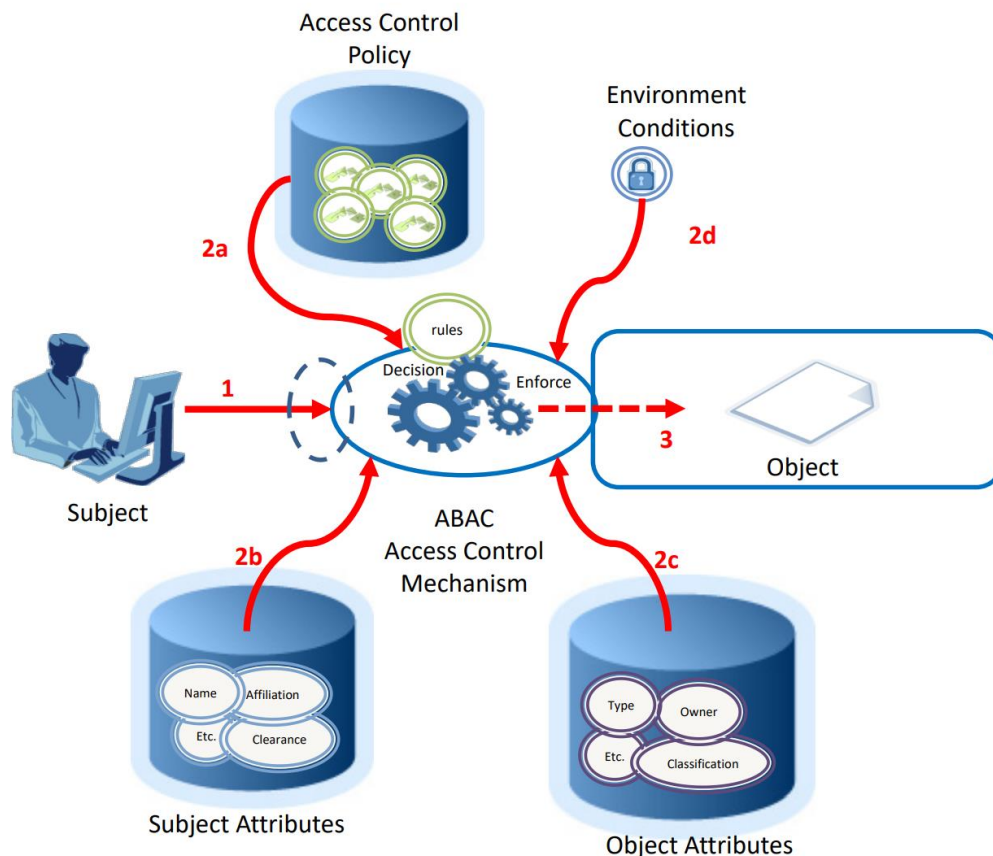 Access Control
Policy
Environment
Conditions
2a
2d
rules
Decision
Enforce
1
3
Subject
Object
ABAC
Access Control
Mechanism
2b
2c
Name
Affiliation
Etc.
Clearance
Type
Owner
Etc.
Classification
Subject Attributes
Object Attributes